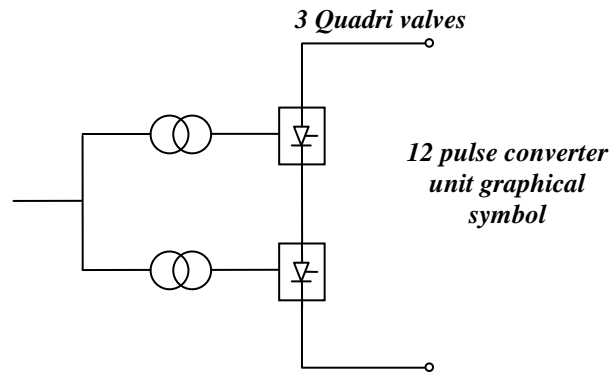 3 Quadri valves
12 pulse converter
unit graphical
symbol